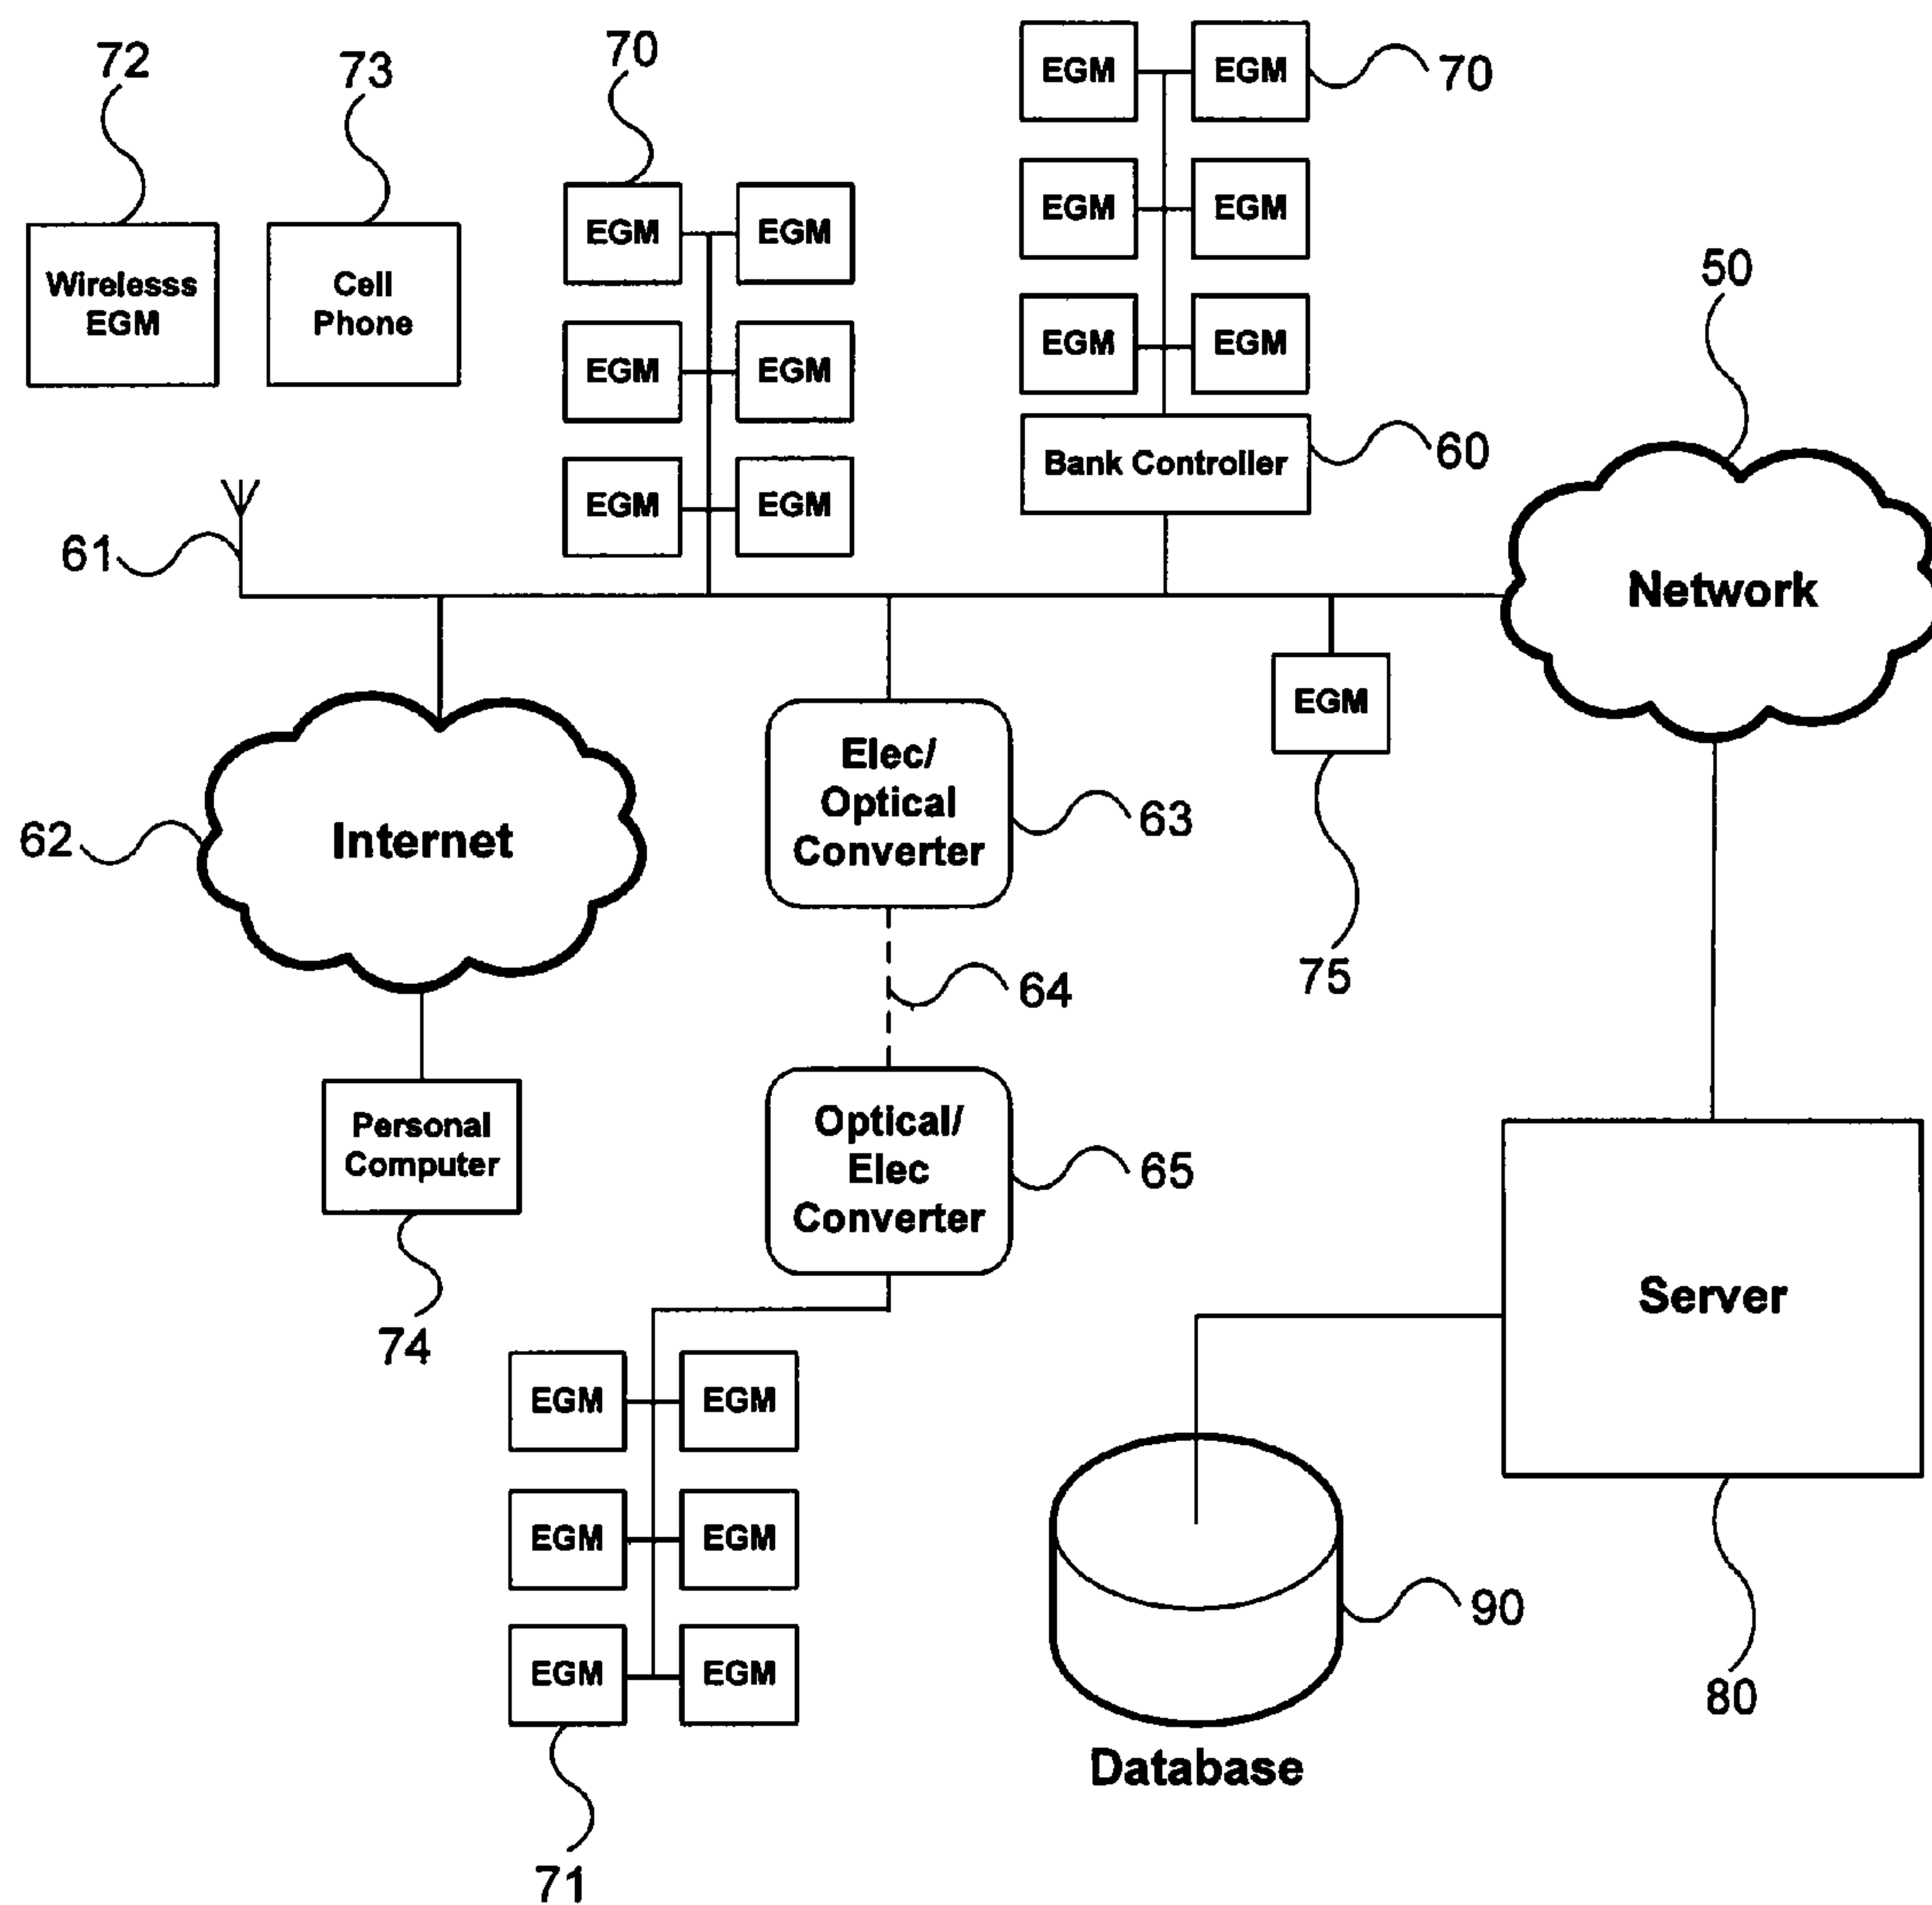 72
73
70
EGM
EGM
70
Wirelesss
EGM
Cell
Phone
EGM
EGM
EGM
EGM
EGM
EGM
EGM
EGM
EGM
EGM
50
Bank Controller
60
61
Network
EGM
75
62
Internet
Elec/
Optical
Converter
63
64
Personal
Computer
74
Optical/
Elec
Converter
65
Server
80
EGM
EGM
EGM
EGM
EGM
EGM
71
90
Database